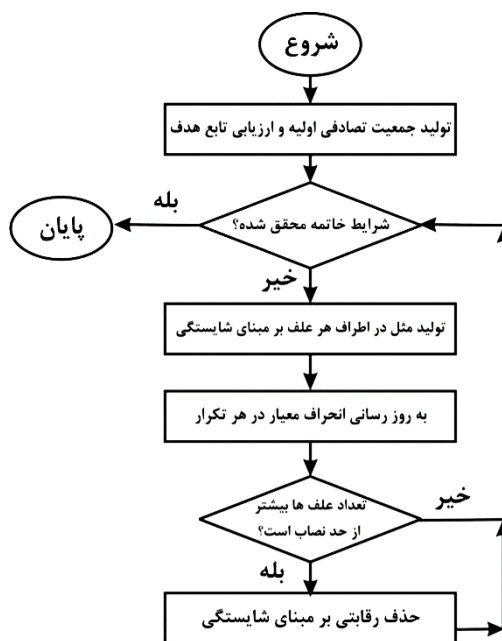 شروع
تولید جمعیت تصادفی اولیه و ارزیابی تابع هدف
شرایط خاتمه محقق شده؟
بله
پایان
خیر
تولید مثل در اطراف هر علف بر مبنای شایستگی
به روز رسانی انحراف معیار در هر تکرار
تعداد علف ها بیشتر
از حد نصاب است؟
خیر
بله
حذف رقابتی بر مبنای شایستگی